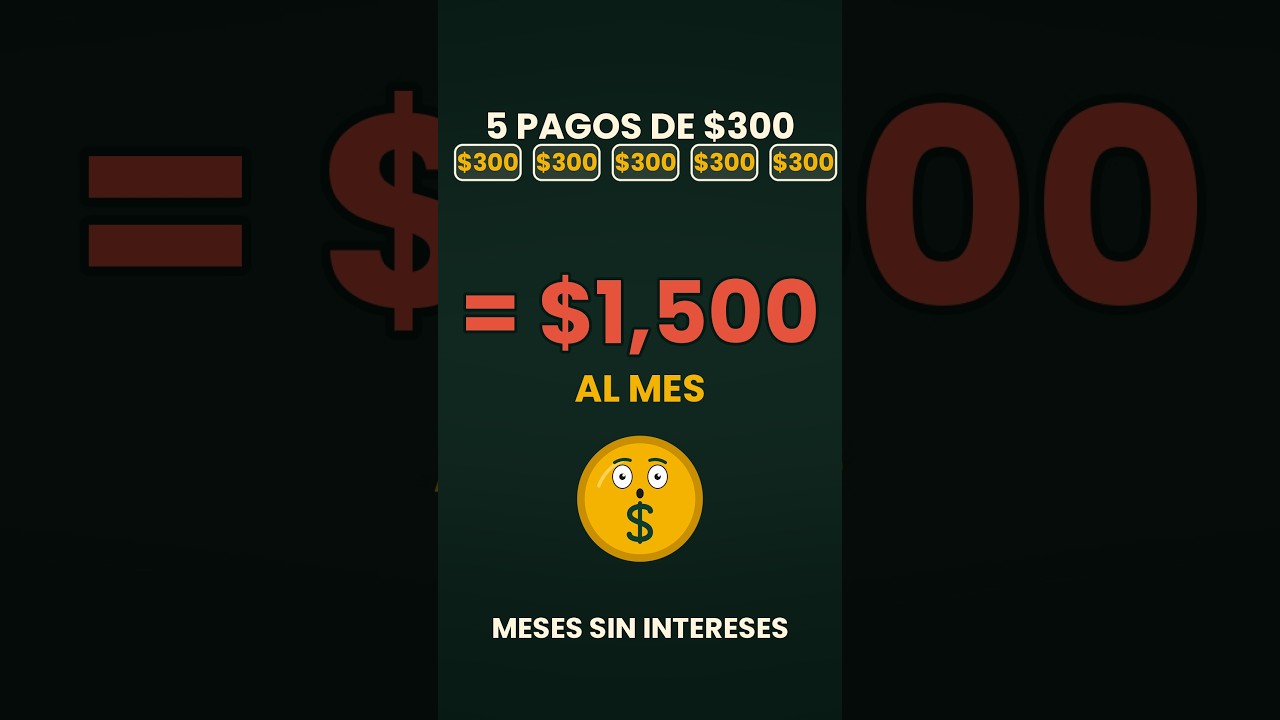 5 PAGOS DE $300
$300 $300 $300 $300 $300
= $1,500
AL MES
$
MESES SIN INTERESES